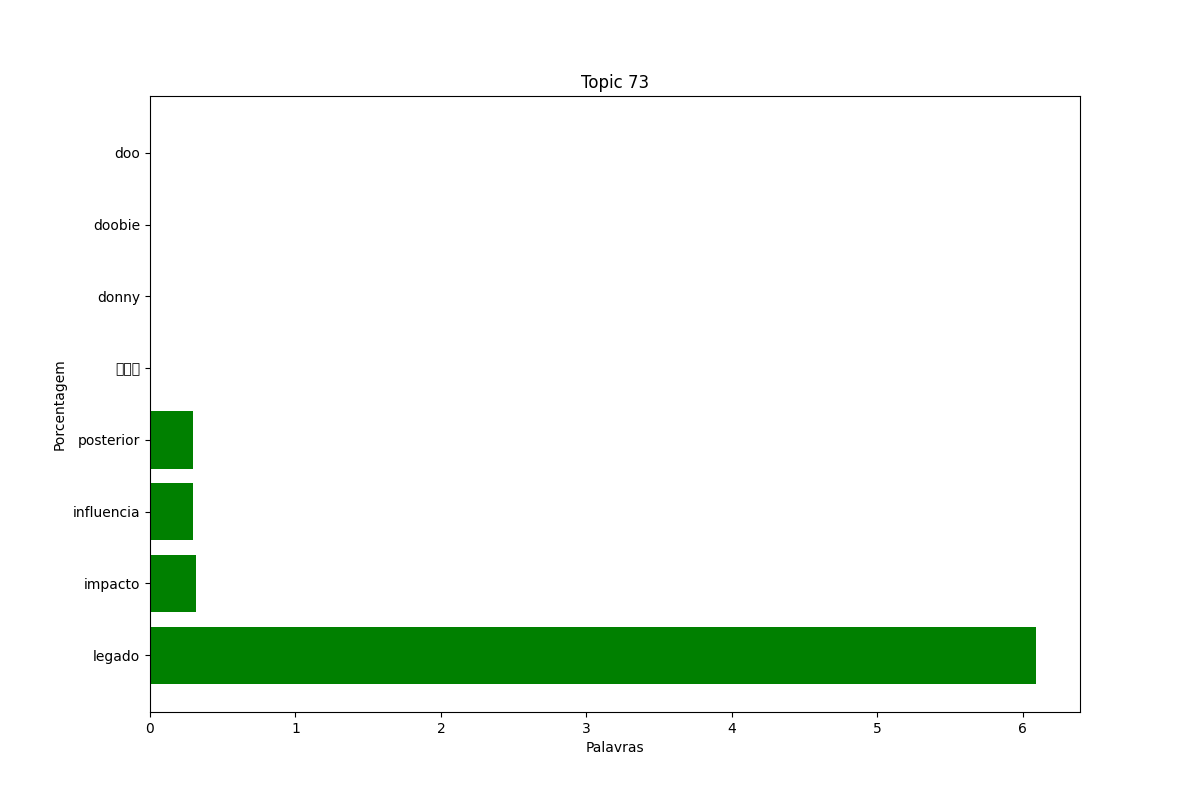 Topic 73
doo
doobie
donny
posterior
influencia
impacto
legado
Porcentagem
0 1 2 3 4 5 6
Palavras